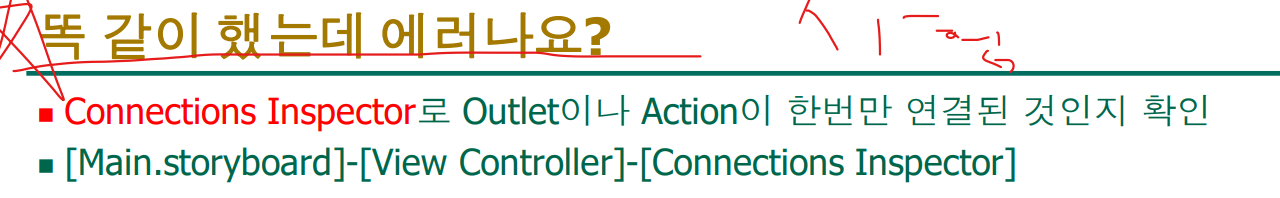 똑 같이 했는데 에러나요?
Connections Inspector로 Outlet이나 Action이 한번만 연결된 것인지 확인
[Main.storyboard]-[View Controller]-[Connections Inspector]